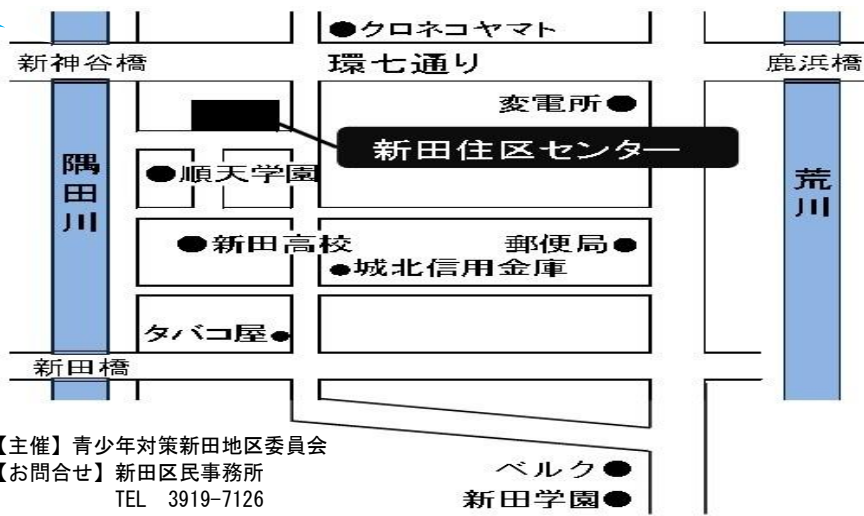 ●クロネコヤマト
新神谷橋
環七通り
鹿浜橋
変電所●
新田住区センター
隅田川
●順天学園
荒川
●新田高校
郵便局●
●城北信用金庫
タバコ屋●
新田橋
【主催】青少年対策新田地区委員会
【お問合せ】新田区民事務所
TEL 3919-7126
ベルク●
新田学園●